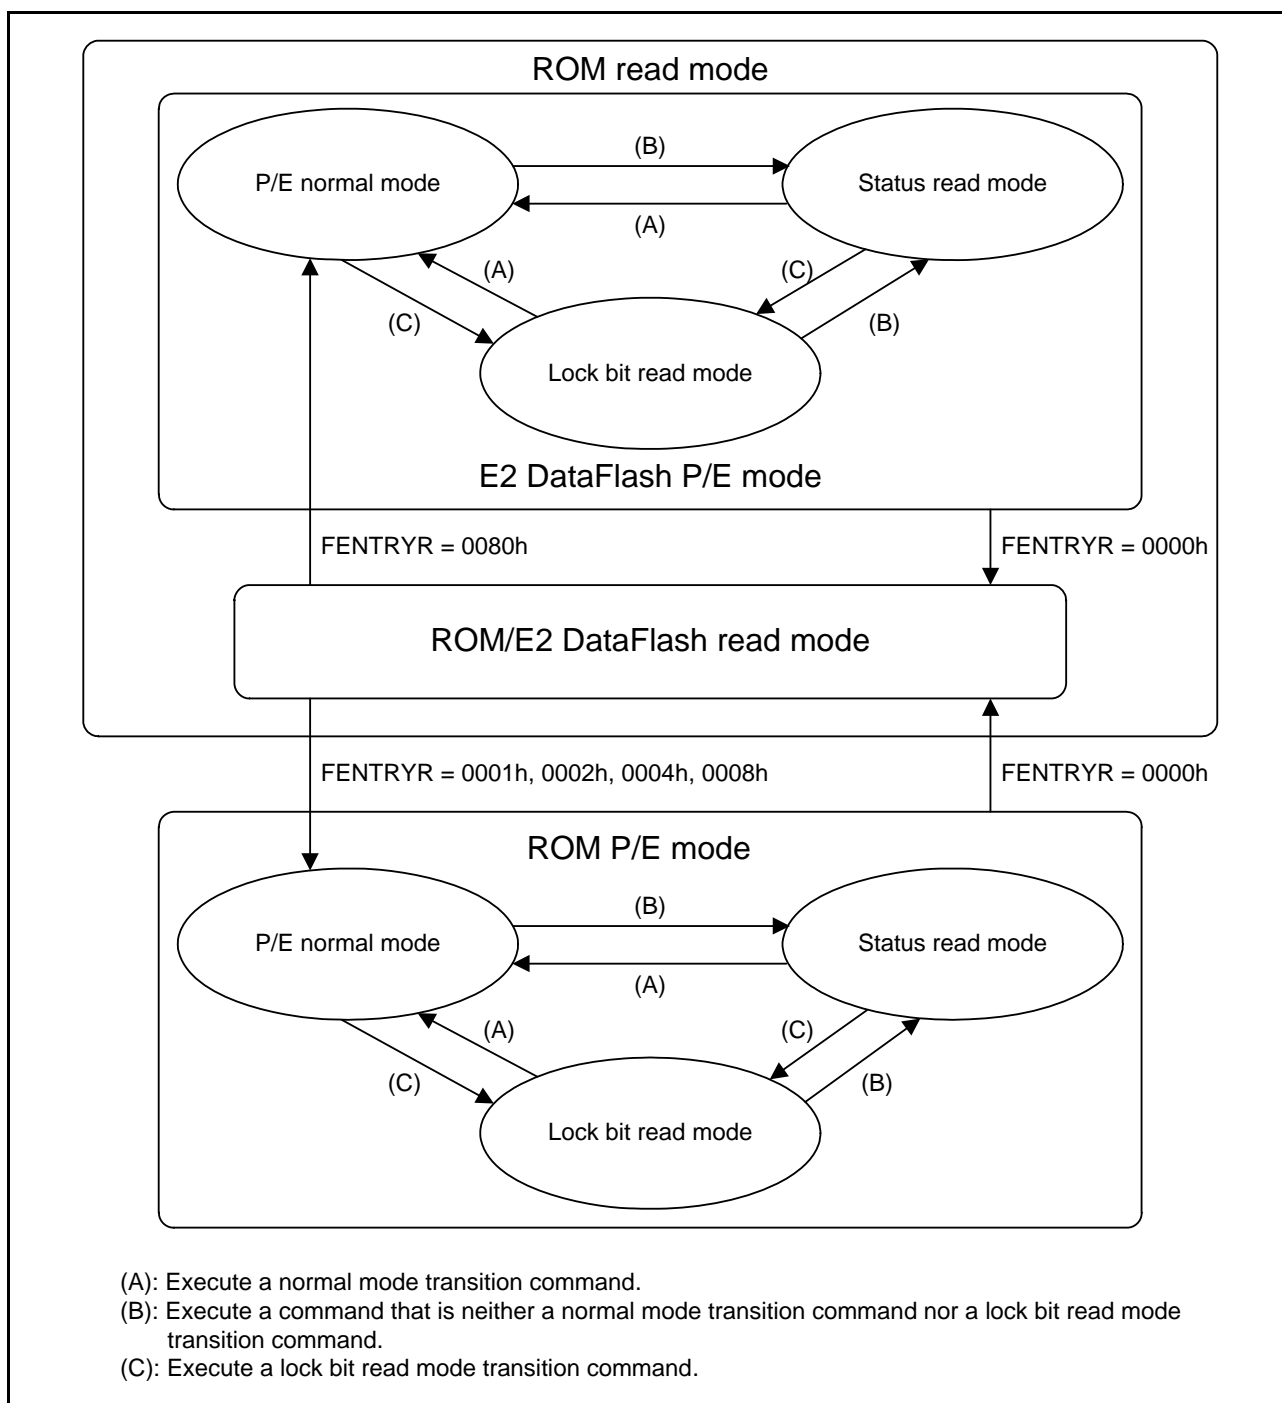 ROM read mode
(B)
P/E normal mode
Status read mode
(A)
(A)
(C)
(C)
(B)
Lock bit read mode
E2 DataFlash P/E mode
FENTRYR = 0080h
FENTRYR = 0000h
ROM/E2 DataFlash read mode
FENTRYR = 0001h, 0002h, 0004h, 0008h
FENTRYR = 0000h
ROM P/E mode
(B)
P/E normal mode
Status read mode
(A)
(A)
(C)
(C)
(B)
Lock bit read mode
(A): Execute a normal mode transition command.
(B): Execute a command that is neither a normal mode transition command nor a lock bit read mode
transition command.
(C): Execute a lock bit read mode transition command.